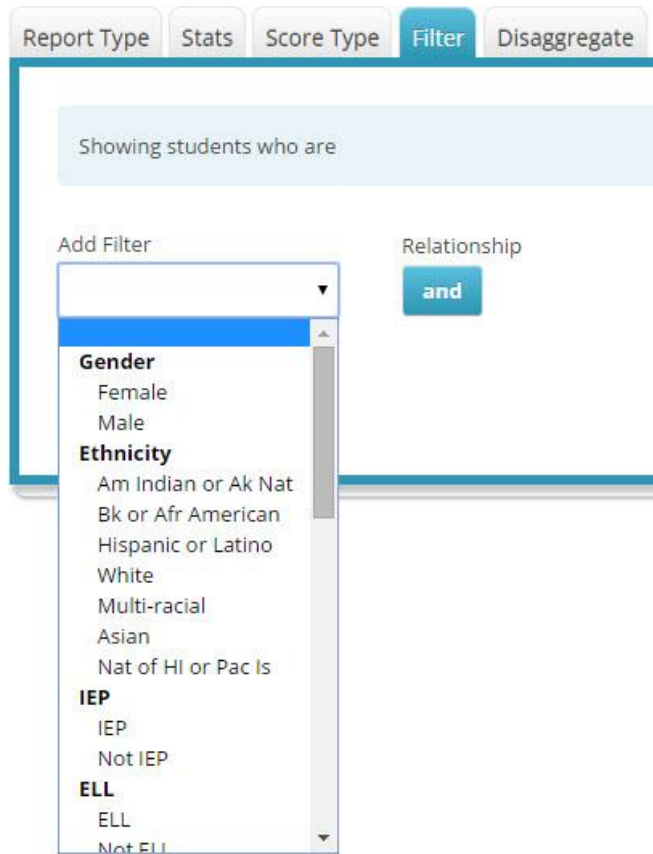 Report Type Stats Score Type Filter Disaggregate
Showing students who are
Add Filter Relationship
and
Gender
Female
Male
Ethnicity
Am Indian or Ak Nat
Bk or Afr American
Hispanic or Latino
White
Multi-racial
Asian
Nat of HI or Pac Is
IEP
IEP
Not IEP
ELL
ELL
Not ELL